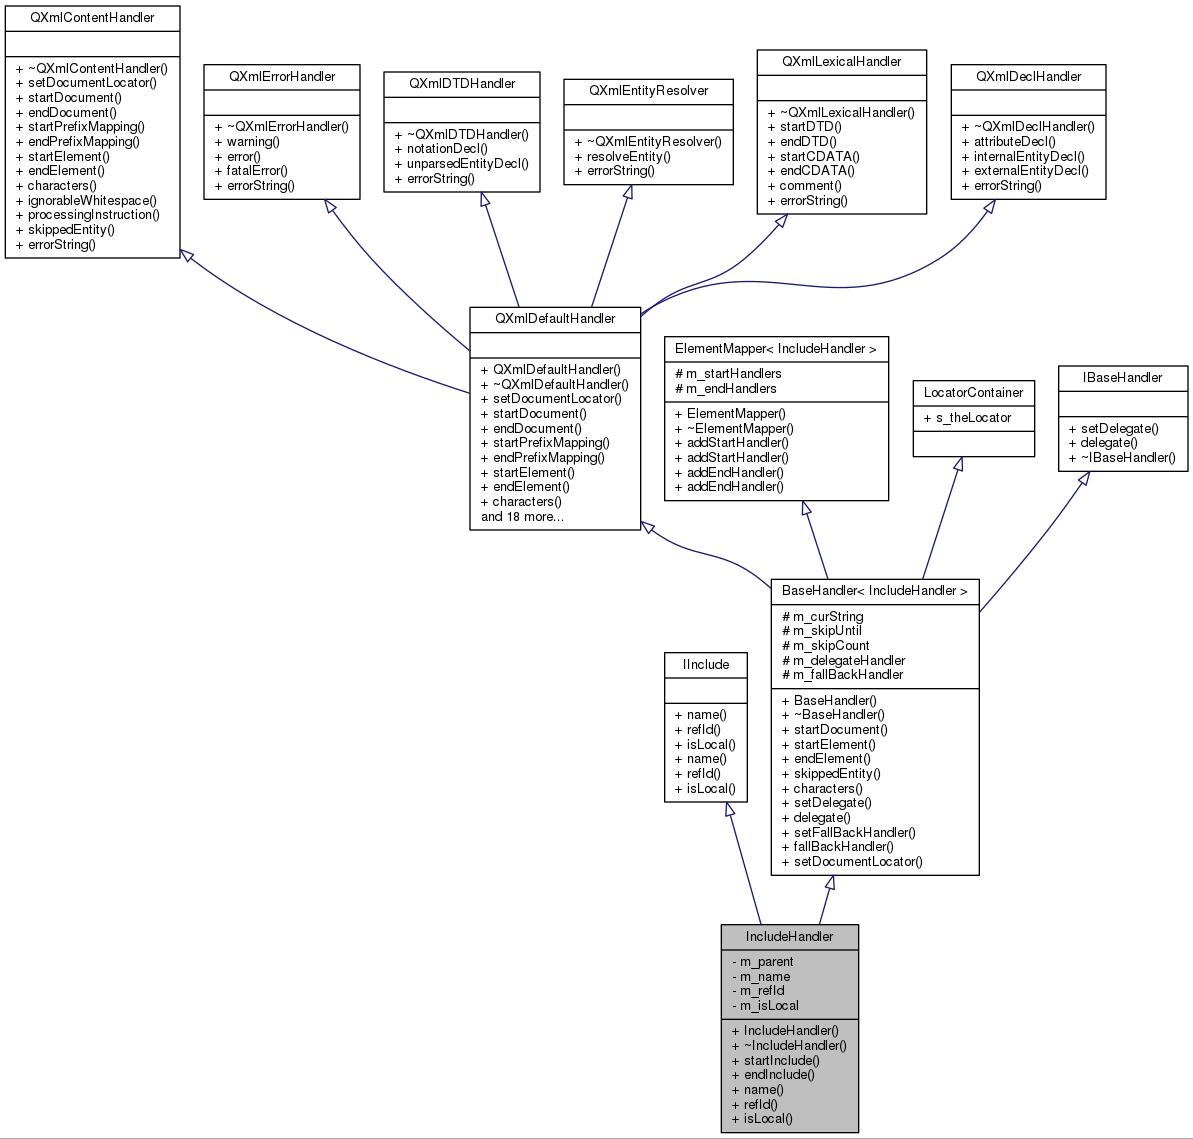 QXmlContentHandler
+ ~QXmlContentHandler()
+ setDocumentLocator()
+ startDocument()
+ endDocument()
+ startPrefixMapping()
+ endPrefixMapping()
+ startElement()
+ endElement()
+ characters()
+ ignorableWhitespace()
+ processingInstruction()
+ skippedEntity()
+ errorString()
QXmlErrorHandler
+ ~QXmlErrorHandler()
+ warning()
+ error()
+ fatalError()
+ errorString()
QXmlDTDHandler
+ ~QXmlDTDHandler()
+ notationDecl()
+ unparsedEntityDecl()
+ errorString()
QXmlEntityResolver
+ ~QXmlEntityResolver()
+ resolveEntity()
+ errorString()
QXmlLexicalHandler
+ ~QXmlLexicalHandler()
+ startDTD()
+ endDTD()
+ startCDATA()
+ endCDATA()
+ comment()
+ errorString()
QXmlDeclHandler
+ ~QXmlDeclHandler()
+ attributeDecl()
+ internalEntityDecl()
+ externalEntityDecl()
+ errorString()
QXmlDefaultHandler
+ QXmlDefaultHandler()
+ ~QXmlDefaultHandler()
+ setDocumentLocator()
+ startDocument()
+ endDocument()
+ startPrefixMapping()
+ endPrefixMapping()
+ startElement()
+ endElement()
+ characters()
and 18 more...
ElementMapper< IncludeHandler >
# m_startHandlers
# m_endHandlers
+ ElementMapper()
+ ~ElementMapper()
+ addStartHandler()
+ addStartHandler()
+ addEndHandler()
+ addEndHandler()
LocatorContainer
+ s_theLocator
IBaseHandler
+ setDelegate()
+ delegate()
+ ~IBaseHandler()
BaseHandler< IncludeHandler >
# m_curString
# m_skipUntil
# m_skipCount
# m_delegateHandler
# m_fallBackHandler
+ BaseHandler()
+ ~BaseHandler()
+ startDocument()
+ startElement()
+ endElement()
+ skippedEntity()
+ characters()
+ setDelegate()
+ delegate()
+ setFallBackHandler()
+ fallBackHandler()
+ setDocumentLocator()
IInclude
+ name()
+ refId()
+ isLocal()
+ name()
+ refId()
+ isLocal()
IncludeHandler
- m_parent
- m_name
- m_refId
- m_isLocal
+ IncludeHandler()
+ ~IncludeHandler()
+ startInclude()
+ endInclude()
+ name()
+ refId()
+ isLocal()